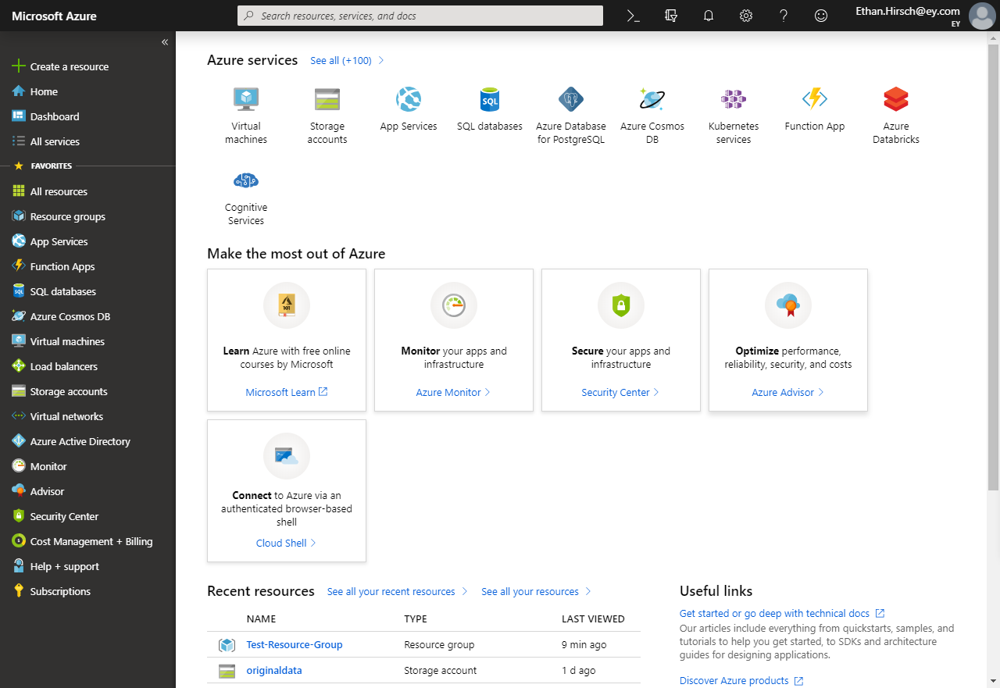 Microsoft Azure
Search resources, services, and docs
Ethan.Hirsch@ey.com
EY
«
Create a resource
Home
Dashboard
All services
FAVORITES
All resources
Resource groups
App Services
Function Apps
SQL databases
Azure Cosmos DB
Virtual machines
Load balancers
Storage accounts
Virtual networks
Azure Active Directory
Monitor
Advisor
Security Center
Cost Management + Billing
Help + support
Subscriptions
Azure services
See all (+100)
Virtual
machines
Storage
accounts
App Services
SQL
SQL databases
Azure Database
for PostgreSQL
Azure Cosmos
DB
Kubernetes
services
Function App
Azure
Databricks
Cognitive
Services
Make the most out of Azure
101
Learn Azure with free online
courses by Microsoft
Microsoft Learn
Monitor your apps and
infrastructure
Azure Monitor
Secure your apps and
infrastructure
Security Center
Optimize performance,
reliability, security, and costs
Azure Advisor
Connect to Azure via an
authenticated browser-based
shell
Cloud Shell
Recent resources
See all your recent resources
See all your resources
NAME TYPE LAST VIEWED
Test-Resource-Group Resource group 9 min ago
originaldata Storage account 1 d ago
Useful links
Get started or go deep with technical docs
Our articles include everything from quickstarts, samples, and
tutorials to help you get started, to SDKs and architecture
guides for designing applications.
Discover Azure products